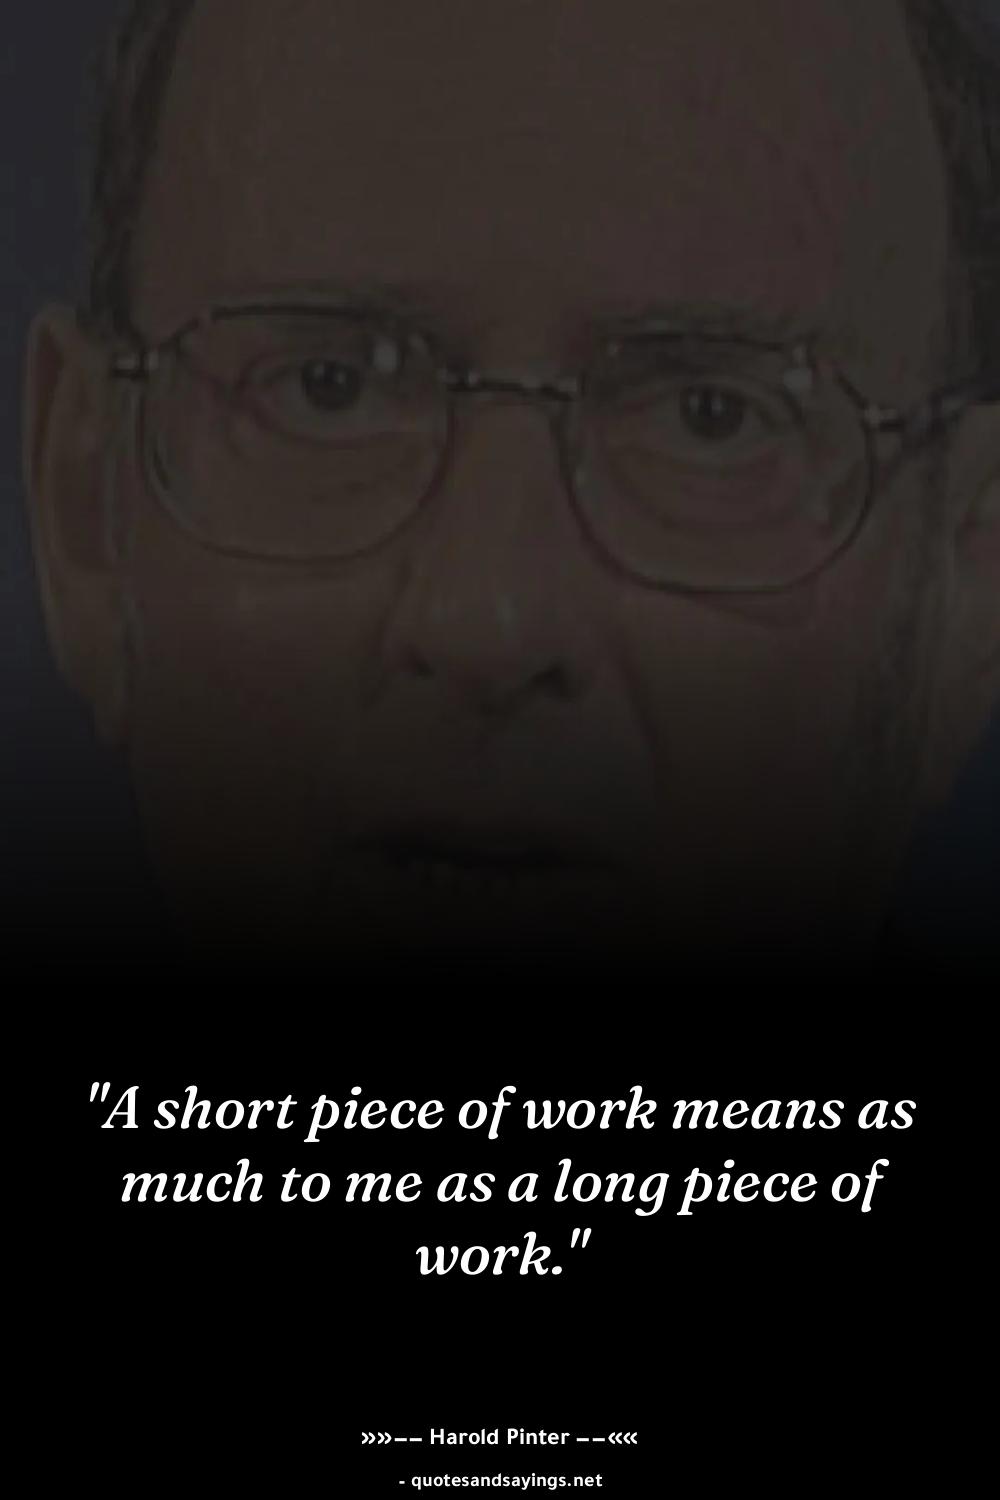 "A short piece of work means as
much to me as a long piece of
work."
»»–– Harold Pinter ––««
- quotesandsayings.net